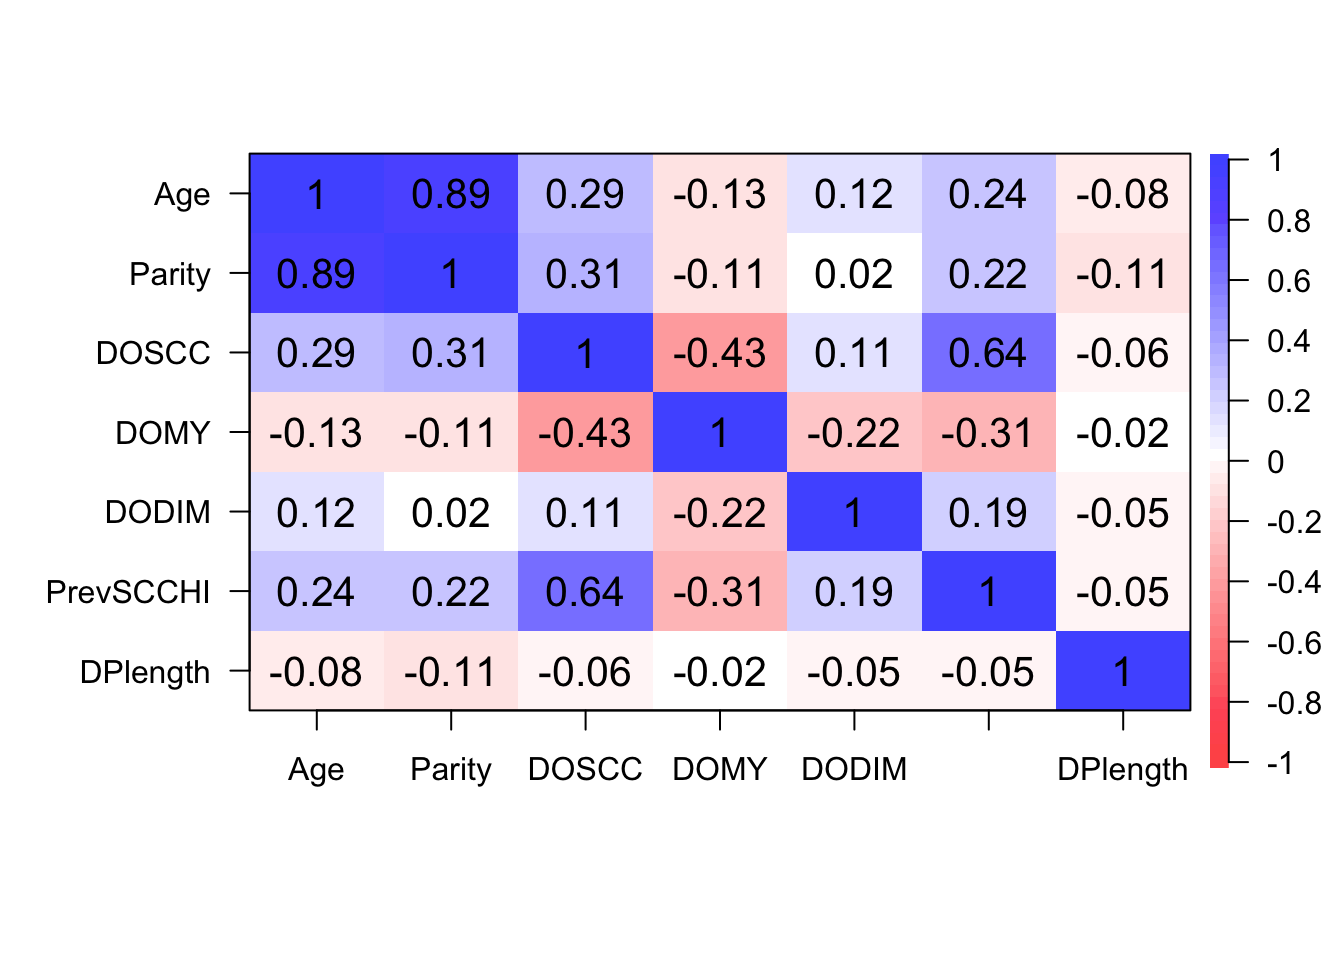 Age 1 0.89 0.29 -0.13 0.12 0.24 -0.08
Parity 0.89 1 0.31 -0.11 0.02 0.22 -0.11
DOSCC 0.29 0.31 1 -0.43 0.11 0.64 -0.06
DOMY -0.13 -0.11 -0.43 1 -0.22 -0.31 -0.02
DODIM 0.12 0.02 0.11 -0.22 1 0.19 -0.05
PrevSCCHI 0.24 0.22 0.64 -0.31 0.19 1 -0.05
DPlength -0.08 -0.11 -0.06 -0.02 -0.05 -0.05 1
Age Parity DOSCC DOMY DODIM DPlength
1
0.8
0.6
0.4
0.2
0
-0.2
-0.4
-0.6
-0.8
-1